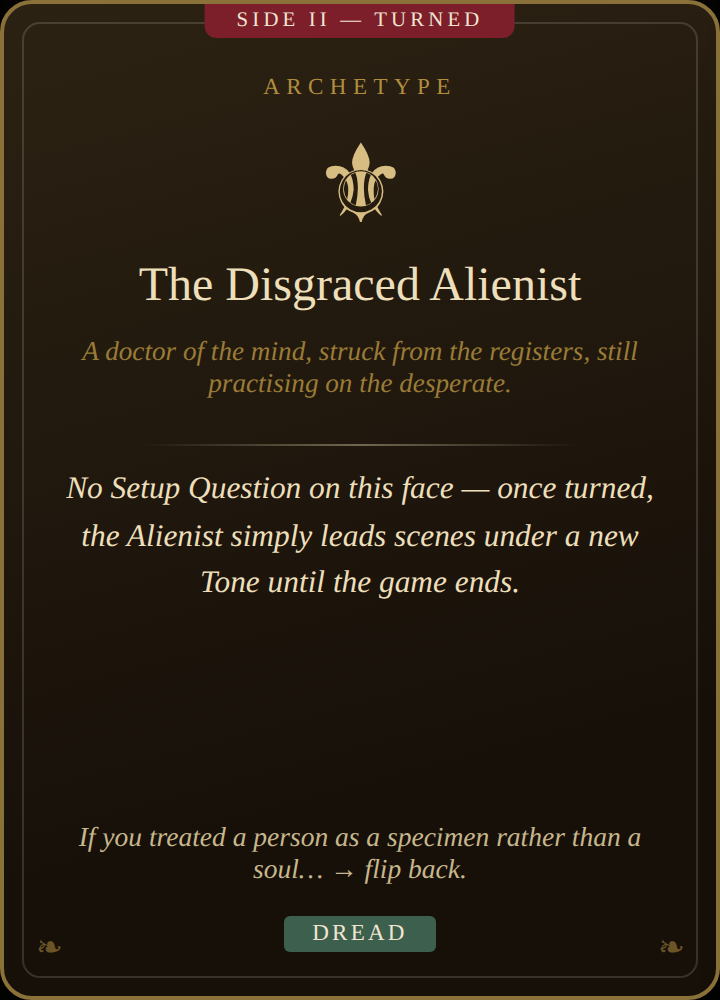 SIDE II — TURNED
ARCHETYPE
The Disgraced Alienist
A doctor of the mind, struck from the registers, still
practising on the desperate.
No Setup Question on this face — once turned,
the Alienist simply leads scenes under a new
Tone until the game ends.
If you treated a person as a specimen rather than a
soul… → flip back.
DREAD